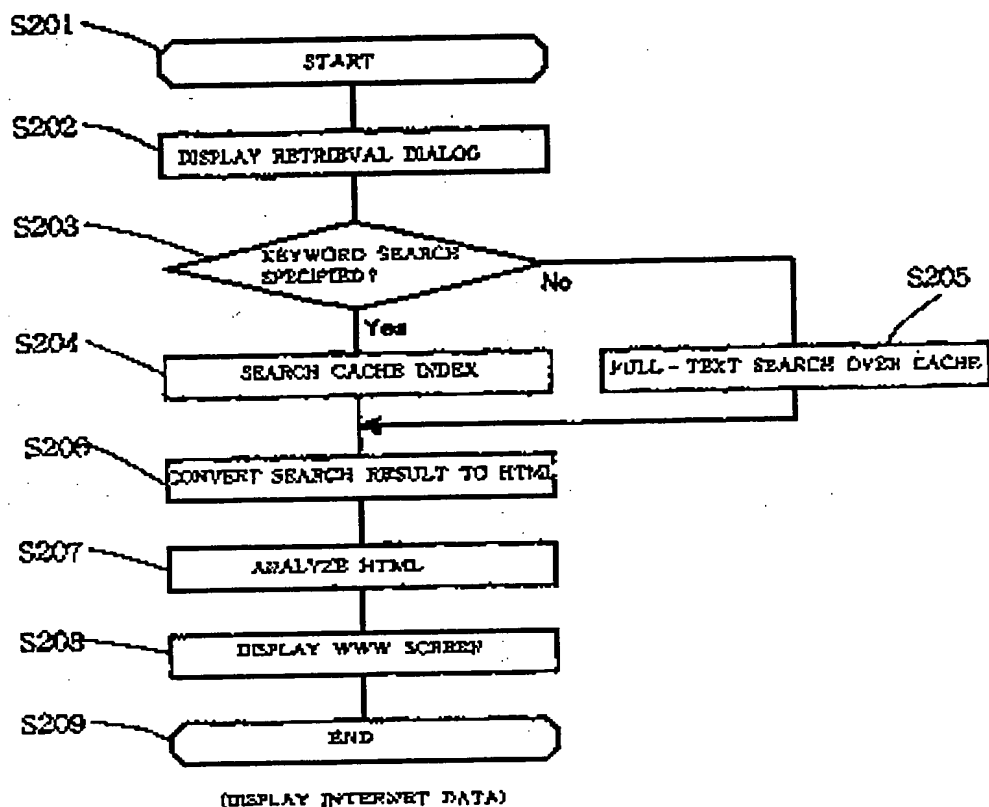 S201
START
S202
DISPLAY RETRIEVAL DIALOG
S203
KEYWORD SEARCH
SPECIFIED?
No
S205
Yes
S204
SEARCH CACHE INDEX
FULL-TEXT SEARCH OVER CACHE
S206
CONVERT SEARCH RESULT TO HTML
S207
ANALYZE HTML
S208
DISPLAY WWW SCREEN
S209
END
(DISPLAY INTERNET DATA)